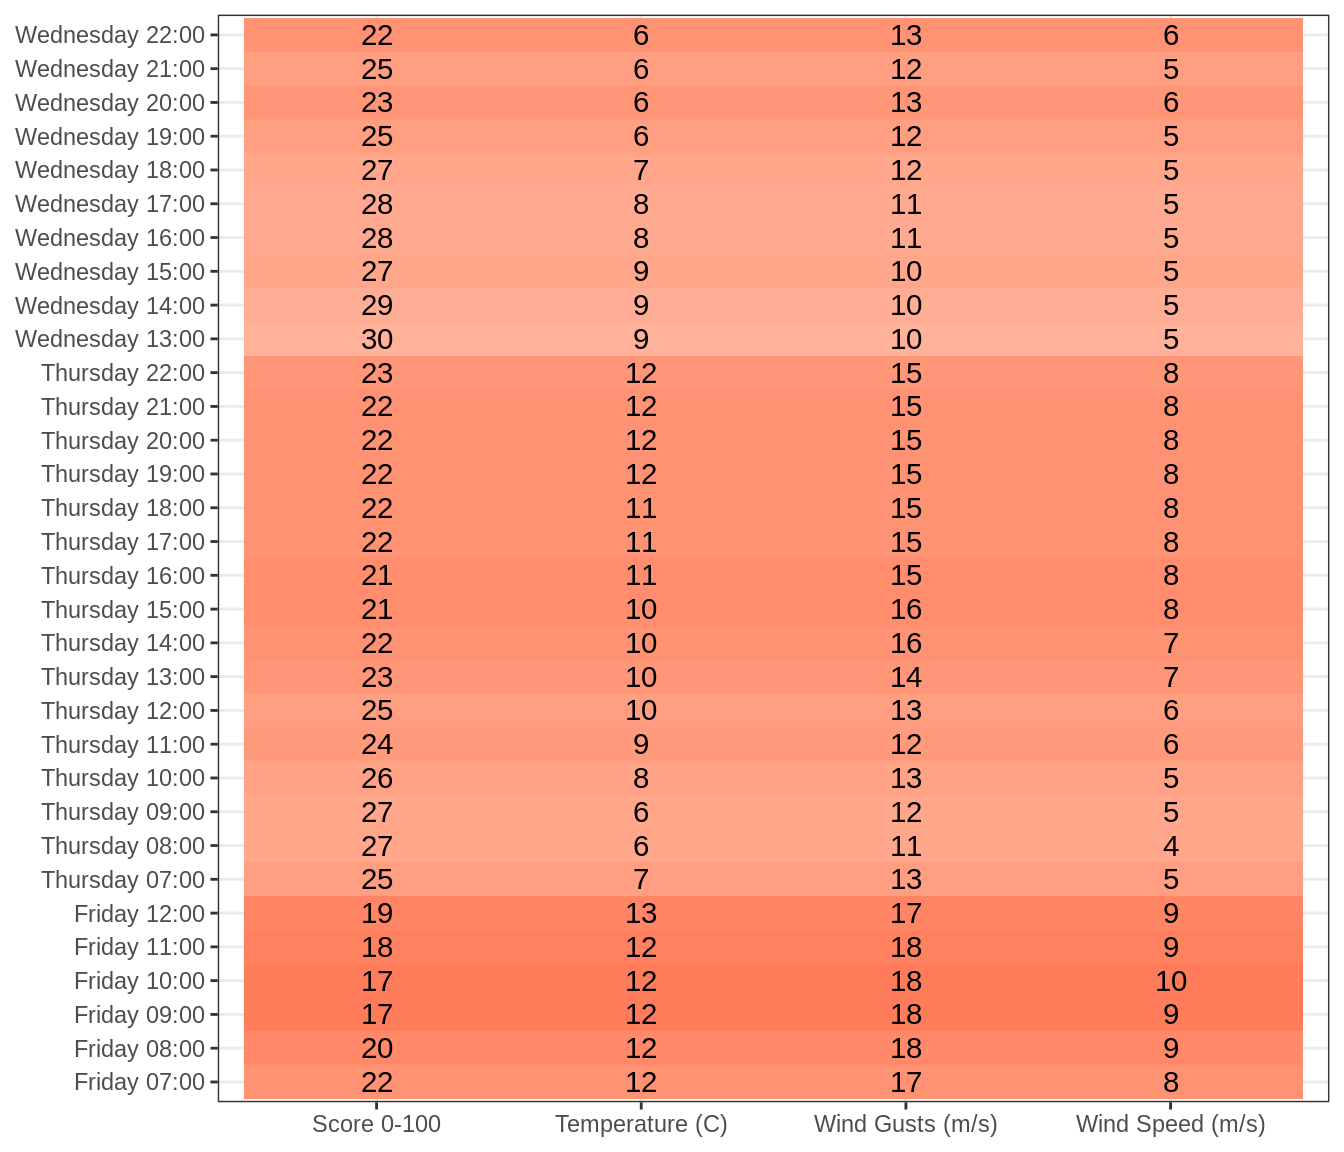 Wednesday 22:00 22 6 13 6
Wednesday 21:00 25 6 12 5
Wednesday 20:00 23 6 13 6
Wednesday 19:00 25 6 12 5
Wednesday 18:00 27 7 12 5
Wednesday 17:00 28 8 11 5
Wednesday 16:00 28 8 11 5
Wednesday 15:00 27 9 10 5
Wednesday 14:00 29 9 10 5
Wednesday 13:00 30 9 10 5
Thursday 22:00 23 12 15 8
Thursday 21:00 22 12 15 8
Thursday 20:00 22 12 15 8
Thursday 19:00 22 12 15 8
Thursday 18:00 22 11 15 8
Thursday 17:00 22 11 15 8
Thursday 16:00 21 11 15 8
Thursday 15:00 21 10 16 8
Thursday 14:00 22 10 16 7
Thursday 13:00 23 10 14 7
Thursday 12:00 25 10 13 6
Thursday 11:00 24 9 12 6
Thursday 10:00 26 8 13 5
Thursday 09:00 27 6 12 5
Thursday 08:00 27 6 11 4
Thursday 07:00 25 7 13 5
Friday 12:00 19 13 17 9
Friday 11:00 18 12 18 9
Friday 10:00 17 12 18 10
Friday 09:00 17 12 18 9
Friday 08:00 20 12 18 9
Friday 07:00 22 12 17 8
Score 0-100 Temperature (C) Wind Gusts (m/s) Wind Speed (m/s)